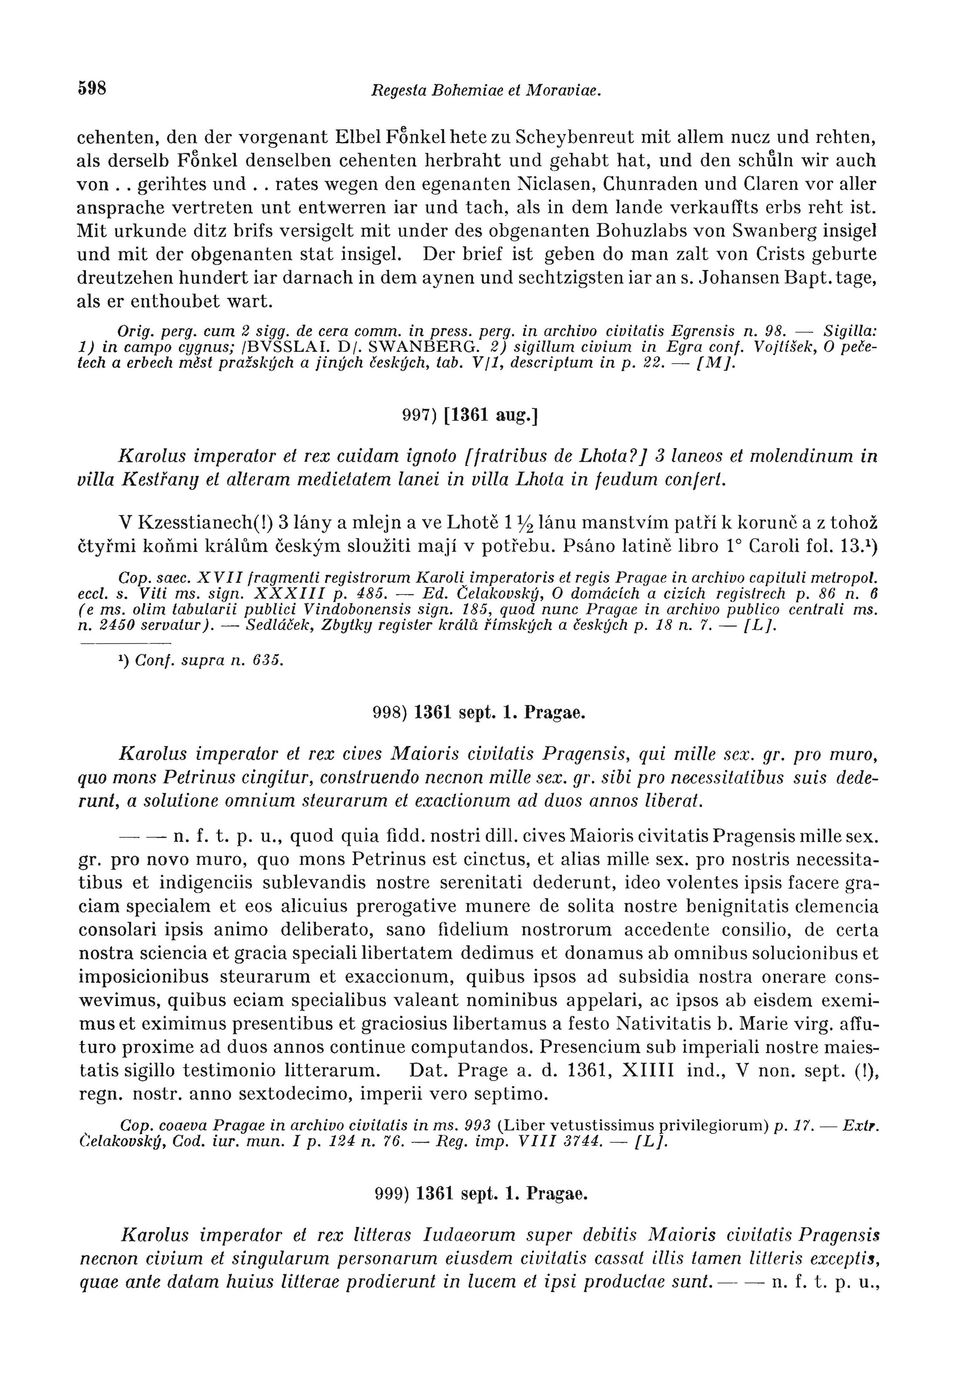 598 Regesta Bohemiae et Moraviae.
cehenten, den der vorgenant Elbel Foͤnkel hete zu Scheybenreut mit allem nucz und rehten,
als derselb Foͤnkel denselben cehenten herbraht und gehabt hat, und den schuͤln wir auch
von . . gerihtes und . . rates wegen den egenanten Niclasen, Chunraden und Claren vor aller
ansprache vertreten unt entwerren iar und tach, als in dem lande verkauffts erbs reht ist.
Mit urkunde ditz brifs versigelt mit under des obgenanten Bohuzlabs von Swanberg insigel
und mit der obgenanten stat insigel. Der brief ist geben do man zalt von Crists geburte
dreutzehen hundert iar darnach in dem aynen und sechtzigsten iar an s. Johansen Bapt. tage,
als er enthoubet wart.
Orig. perg. cum 2 sigg. de cera comm. in press. perg. in archivo civitatis Egrensis n. 98. — Sigilla:
1) in campo cygnus; /BVSSLAI. D/. SWANBERG. 2) sigillum civium in Egra conf. Vojtíšek, O peče-
tech a erbech měst pražských a jiných českých, tab. V/1, descriptum in p. 22. — [M].
997) [1361 aug.]
Karolus imperator et rex cuidam ignoto [fratribus de Lhota?] 3 laneos et molendinum in
villa Kestřany et alteram medietatem lanei in villa Lhota in feudum confert.
V Kzesstianech(!) 3 lány a mlejn a ve Lhotě 1 ½ lánu manstvím patří k koruně a z tohož
čtyřmi koňmi králům českým sloužiti mají v potřebu. Psáno latině libro 1° Caroli fol. 13.¹)
Cop. saec. XVII fragmenti registrorum Karoli imperatoris et regis Pragae in archivo capituli metropol.
eccl. s. Viti ms. sign. XXXIII p. 485. — Ed. Čelakovský, O domácích a cizích registrech p. 86 n. 6
(e ms. olim tabularii publici Vindobonensis sign. 185, quod nunc Pragae in archivo publico centrali ms.
n. 2450 servatur). — Sedláček, Zbytky register králů římských a českých p. 18 n. 7. — [L].
¹) Conf. supra n. 635.
998) 1361 sept. 1. Pragae.
Karolus imperator et rex cives Maioris civitatis Pragensis, qui mille sex. gr. pro muro,
quo mons Petrinus cingitur, construendo necnon mille sex. gr. sibi pro necessitatibus suis dede-
runt, a solutione omnium steurarum et exactionum ad duos annos liberat.
— — n. f. t. p. u., quod quia fidd. nostri dill. cives Maioris civitatis Pragensis mille sex.
gr. pro novo muro, quo mons Petrinus est cinctus, et alias mille sex. pro nostris necessita-
tibus et indigenciis sublevandis nostre serenitati dederunt, ideo volentes ipsis facere gra-
ciam specialem et eos alicuius prerogative munere de solita nostre benignitatis clemencia
consolari ipsis animo deliberato, sano fidelium nostrorum accedente consilio, de certa
nostra sciencia et gracia speciali libertatem dedimus et donamus ab omnibus solucionibus et
imposicionibus steurarum et exaccionum, quibus ipsos ad subsidia nostra onerare cons-
wevimus, quibus eciam specialibus valeant nominibus appelari, ac ipsos ab eisdem exemi-
mus et eximimus presentibus et graciosius libertamus a festo Nativitatis b. Marie virg. affu-
turo proxime ad duos annos continue computandos. Presencium sub imperiali nostre maies-
tatis sigillo testimonio litterarum. Dat. Prage a. d. 1361, XIIII ind., V non. sept. (!),
regn. nostr. anno sextodecimo, imperii vero septimo.
Cop. coaeva Pragae in archivo civitatis in ms. 993 (Liber vetustissimus privilegiorum) p. 17. — Extr.
Čelakovský, Cod. iur. mun. I p. 124 n. 76. — Reg. imp. VIII 3744. — [L].
999) 1361 sept. 1. Pragae.
Karolus imperator et rex litteras Iudaeorum super debitis Maioris civitatis Pragensis
necnon civium et singularum personarum eiusdem civitatis cassat illis tamen litteris exceptis,
quae ante datam huius litterae prodierunt in lucem et ipsi productae sunt. — — n. f. t. p. u.,